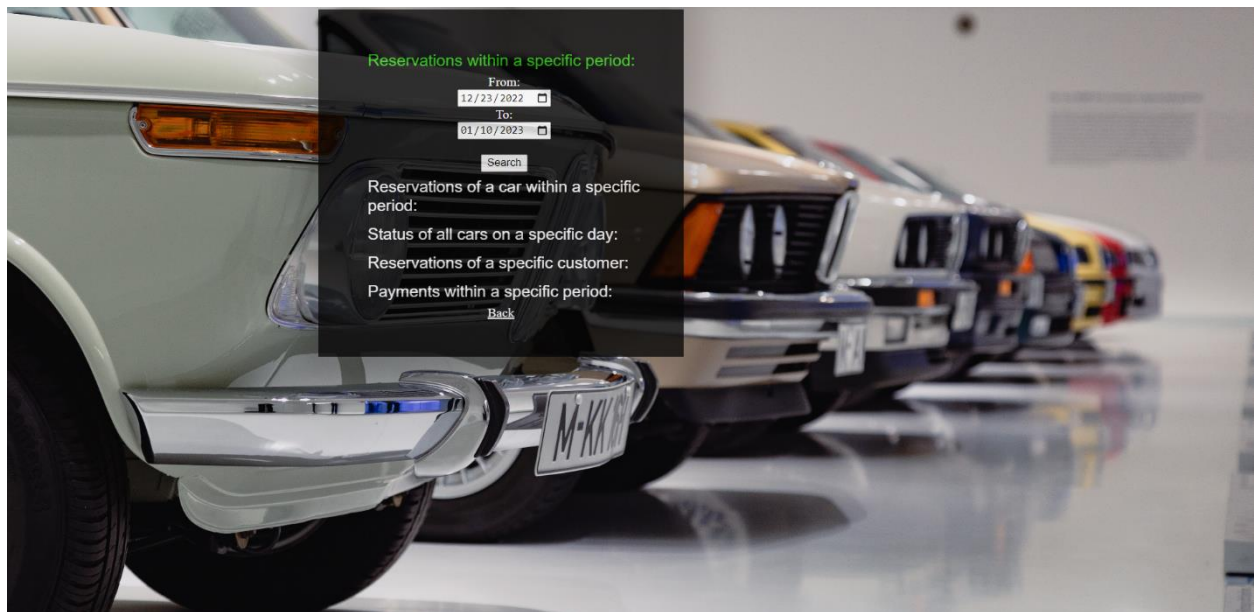 Reservations within a specific period:
From:
12/23/2022
To:
01/10/2023
Search
Reservations of a car within a specific
period:
Status of all cars on a specific day:
Reservations of a specific customer:
Payments within a specific period:
Back